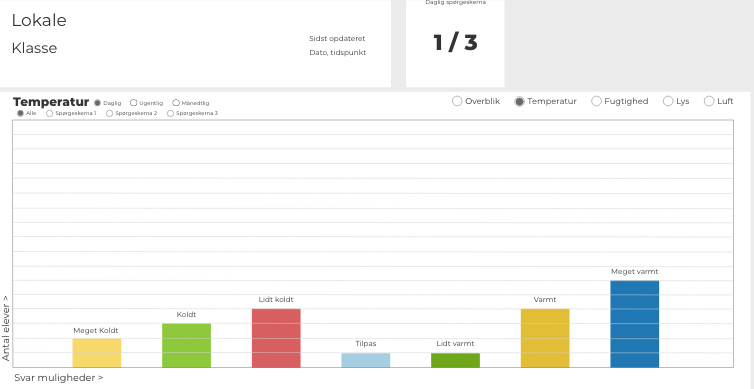 Lokale
Klasse
Sidst opdateret
Dato, tidspunkt
Daglig spørgeskema
1 / 3
Temperatur Daglig Ugentlig Månedtlig
Alle Spørgeskema 1 Spørgeskema 2 Spørgeskema 3
Overblik Temperatur Fugtighed Lys Luft
Antal elever >
Meget Koldt
Koldt
Lidt koldt
Tilpas
Lidt varmt
Varmt
Meget varmt
Svar muligheder >